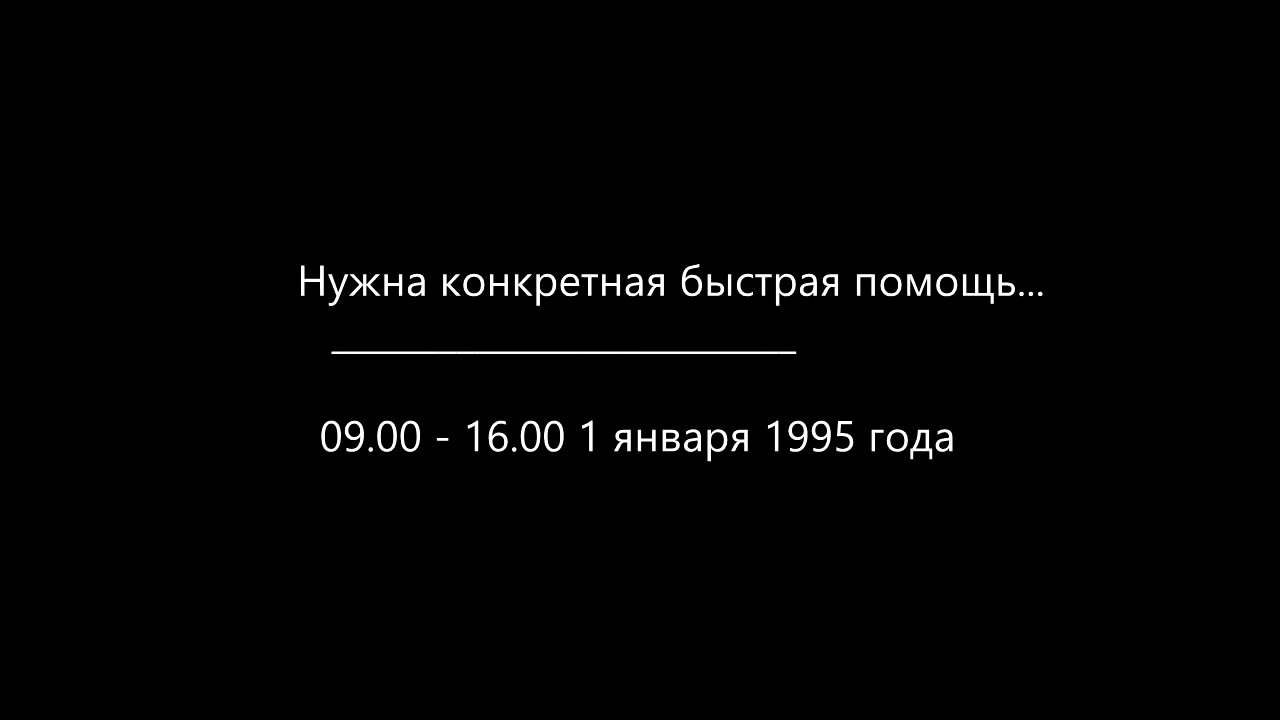 Нужна конкретная быстрая помощь...
09.00 - 16.00 1 января 1995 года